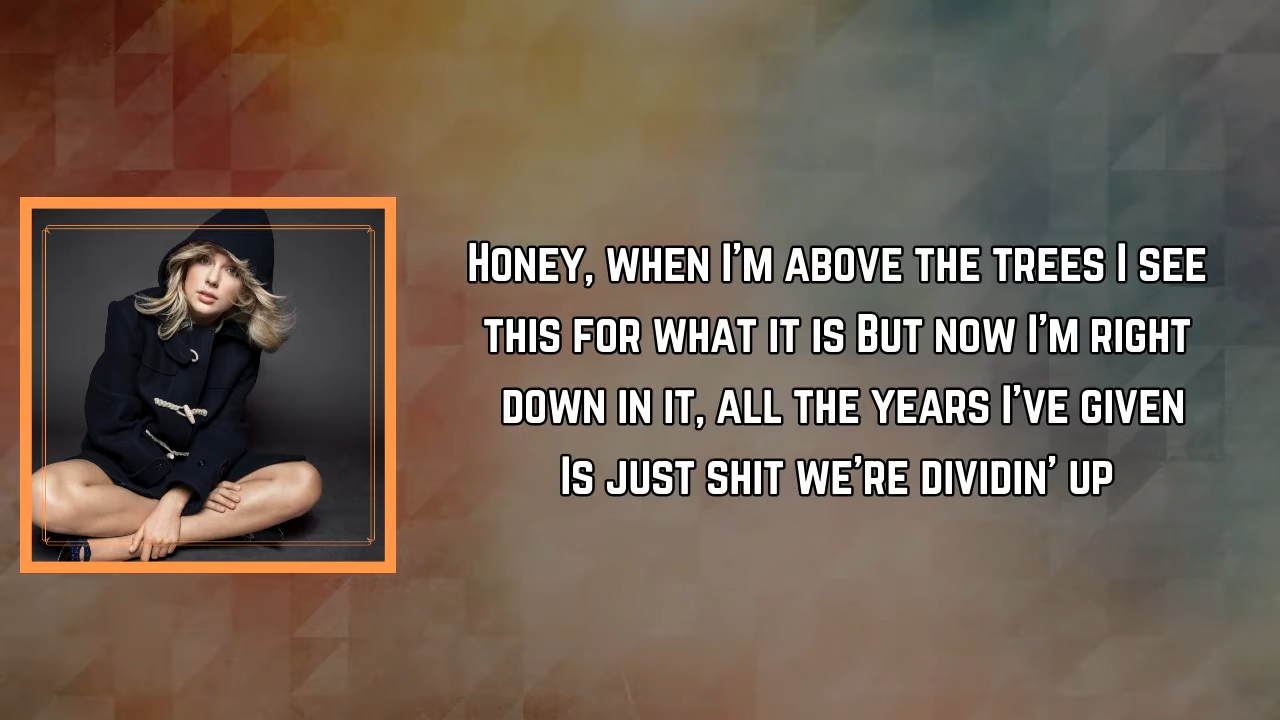 Honey, when I'm above the trees I see
this for what it is But now I'm right
down in it, all the years I've given
Is just shit we're dividin' up